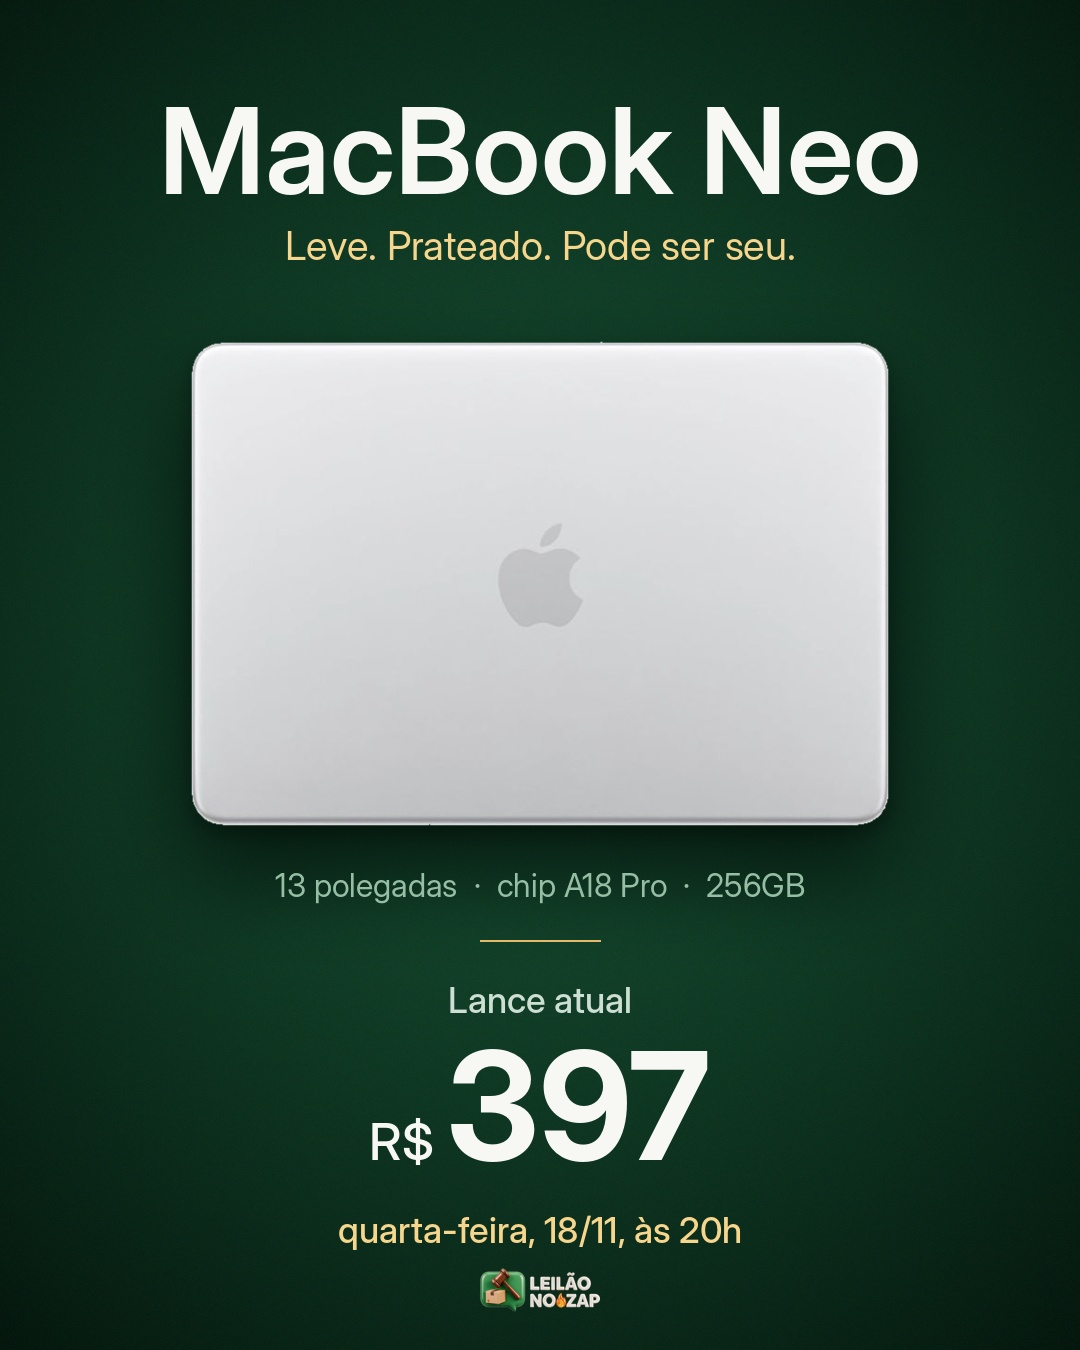 MacBook Neo
Leve. Prateado. Pode ser seu.
13 polegadas · chip A18 Pro · 256GB
Lance atual
R$ 397
quarta-feira, 18/11, às 20h
LEILÃO
NO ZAP